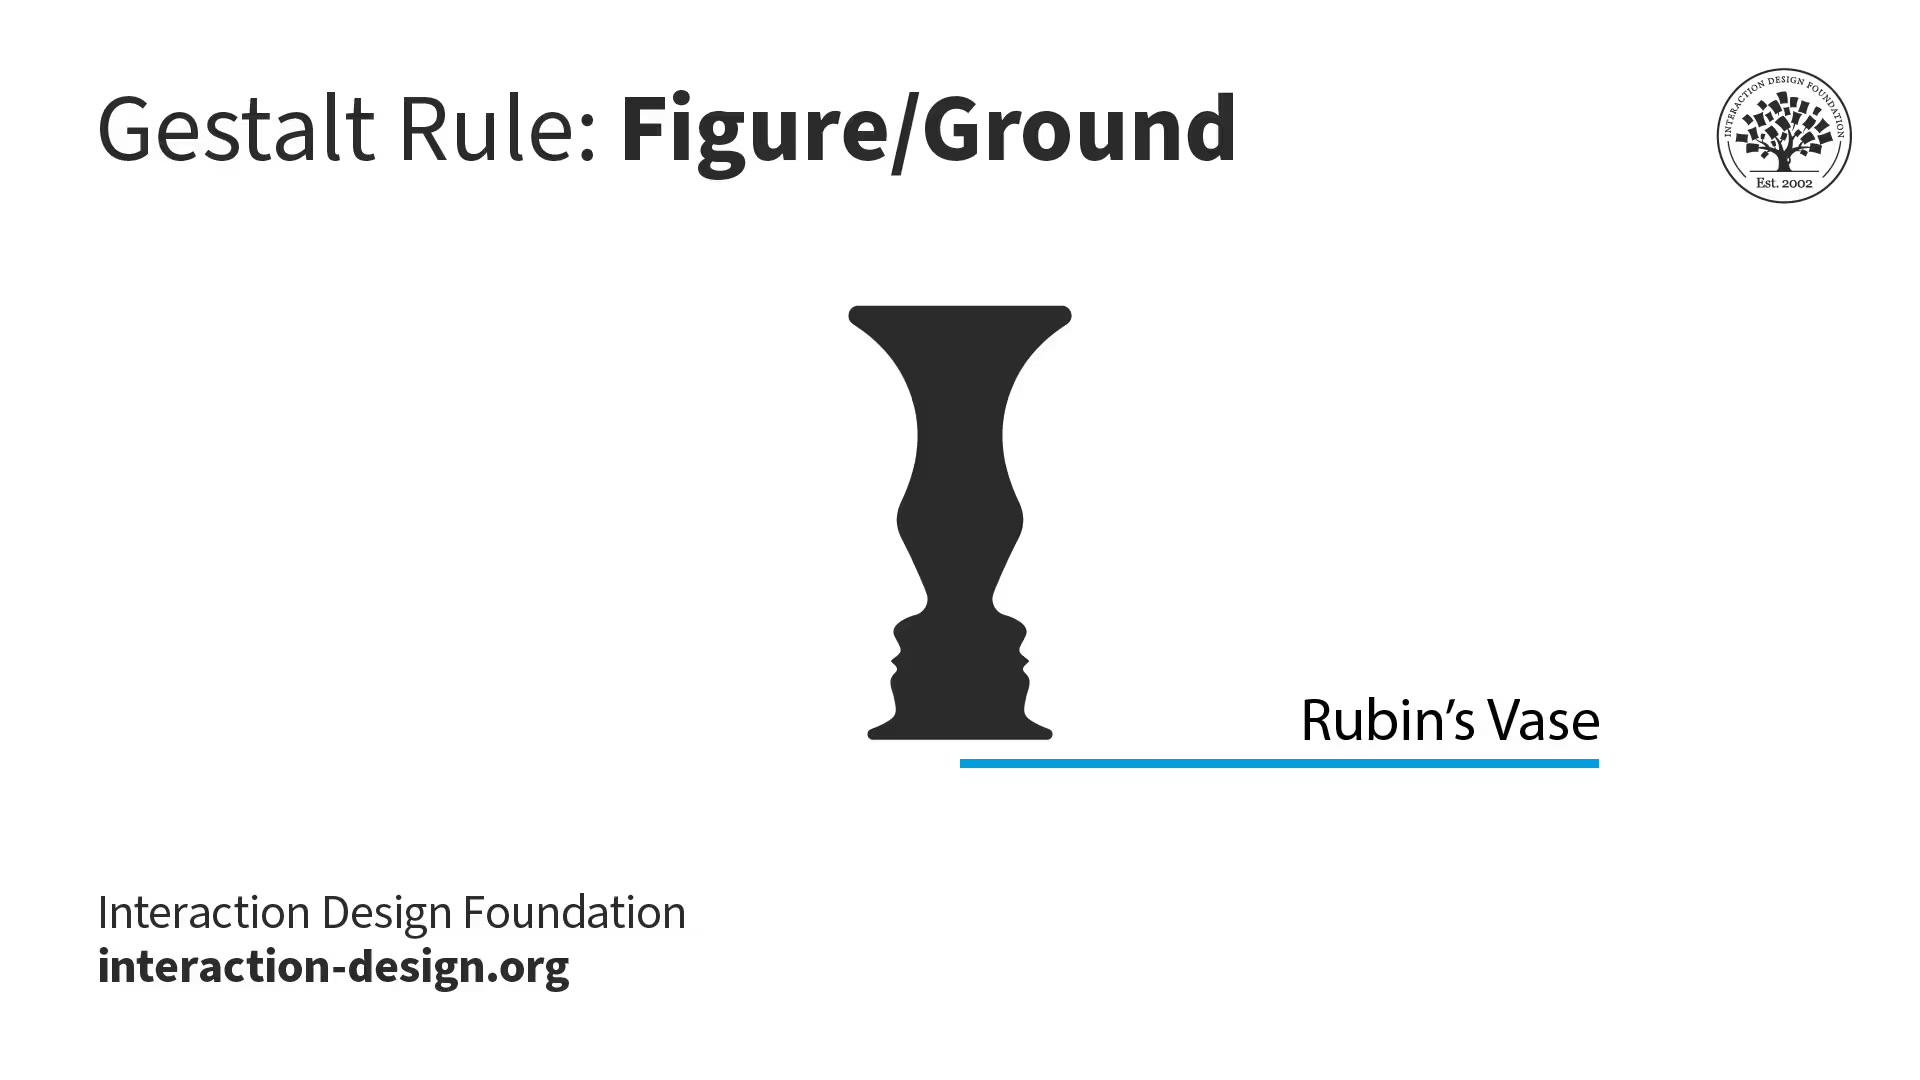 Gestalt Rule: Figure/Ground
INTERACTION DESIGN FOUNDATION
Est. 2002
Rubin’s Vase
Interaction Design Foundation
interaction-design.org